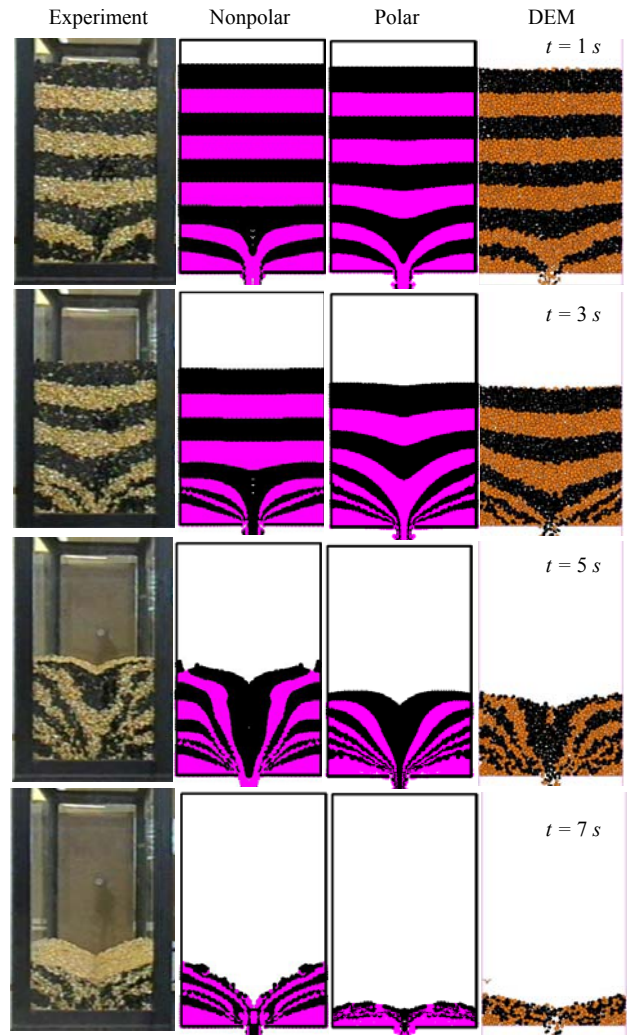 Experiment Nonpolar Polar DEM
t = 1 s
t = 3 s
t = 5 s
t = 7 s